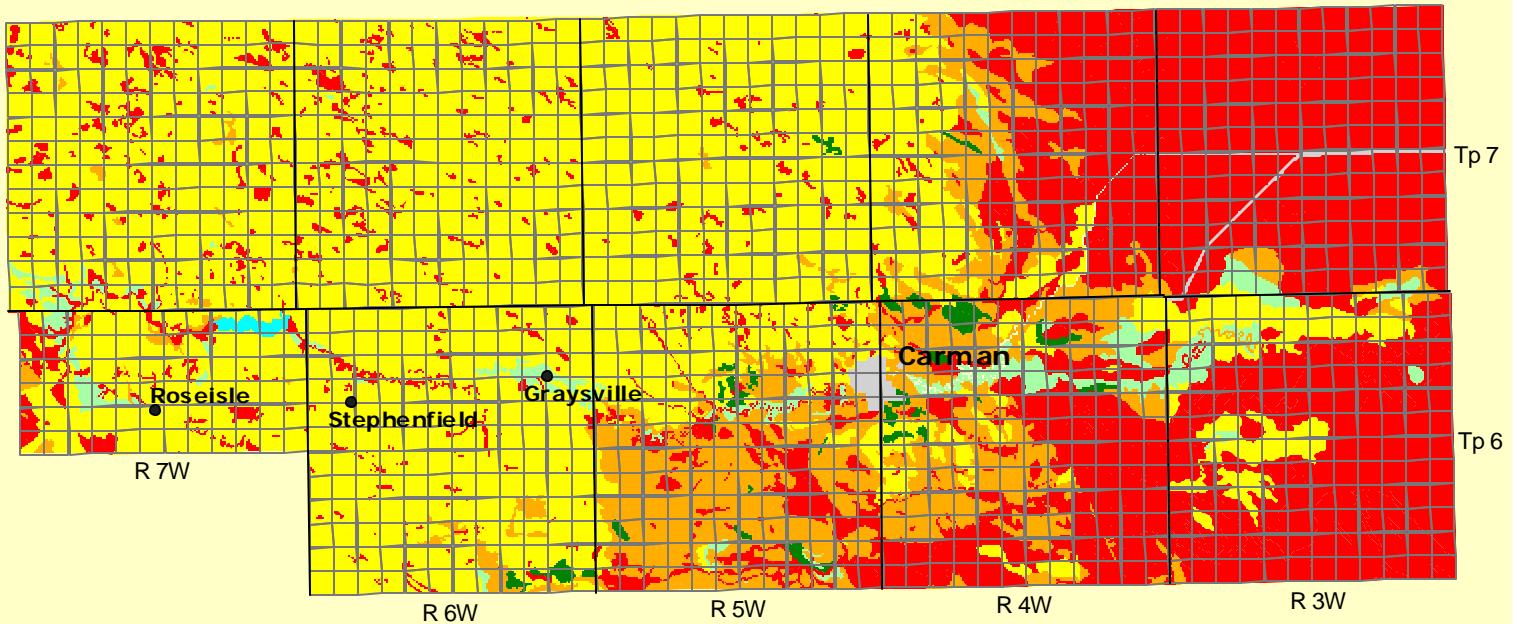 Tp 7
Carman
Roseisle
Graysville
Stephenfield
Tp 6
R 7W
R 6W
R 5W
R 4W
R 3W